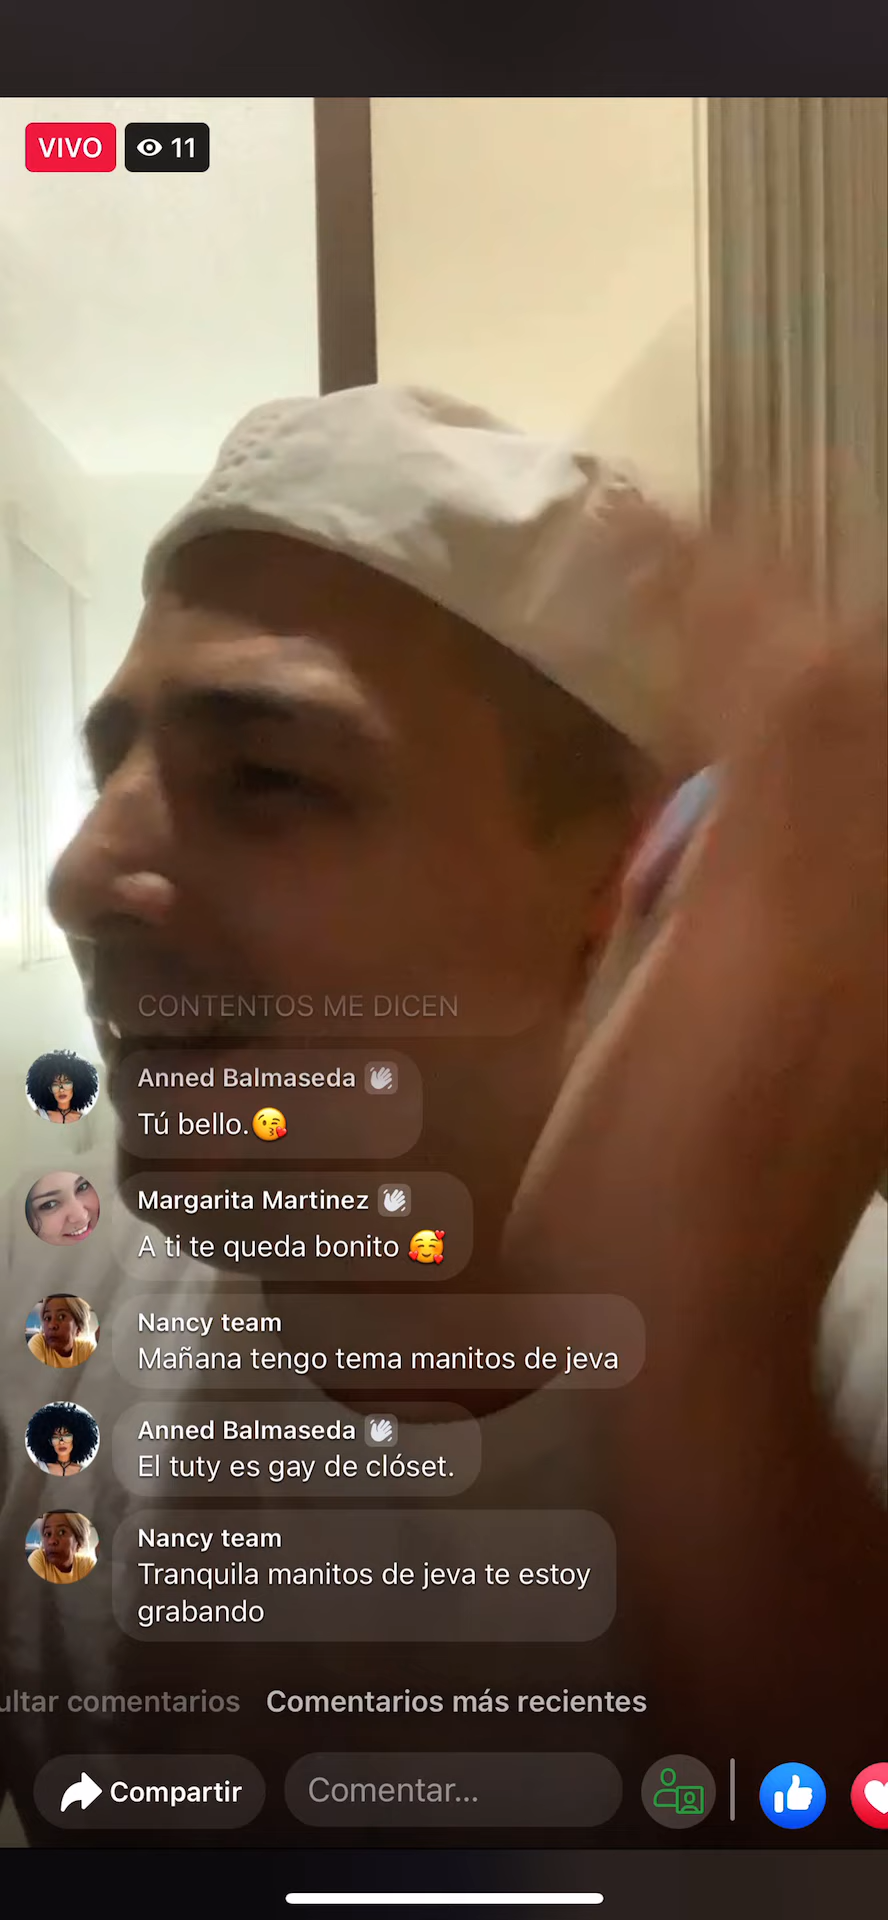 VIVO 11
CONTENTOS ME DICEN
Anned Balmaseda
Tú bello.😘
Margarita Martinez
A ti te queda bonito 🥰
Nancy team
Mañana tengo tema manitos de jeva
Anned Balmaseda
El tuty es gay de clóset.
Nancy team
Tranquila manitos de jeva te estoy
grabando
ultar comentarios Comentarios más recientes
Compartir Comentar...